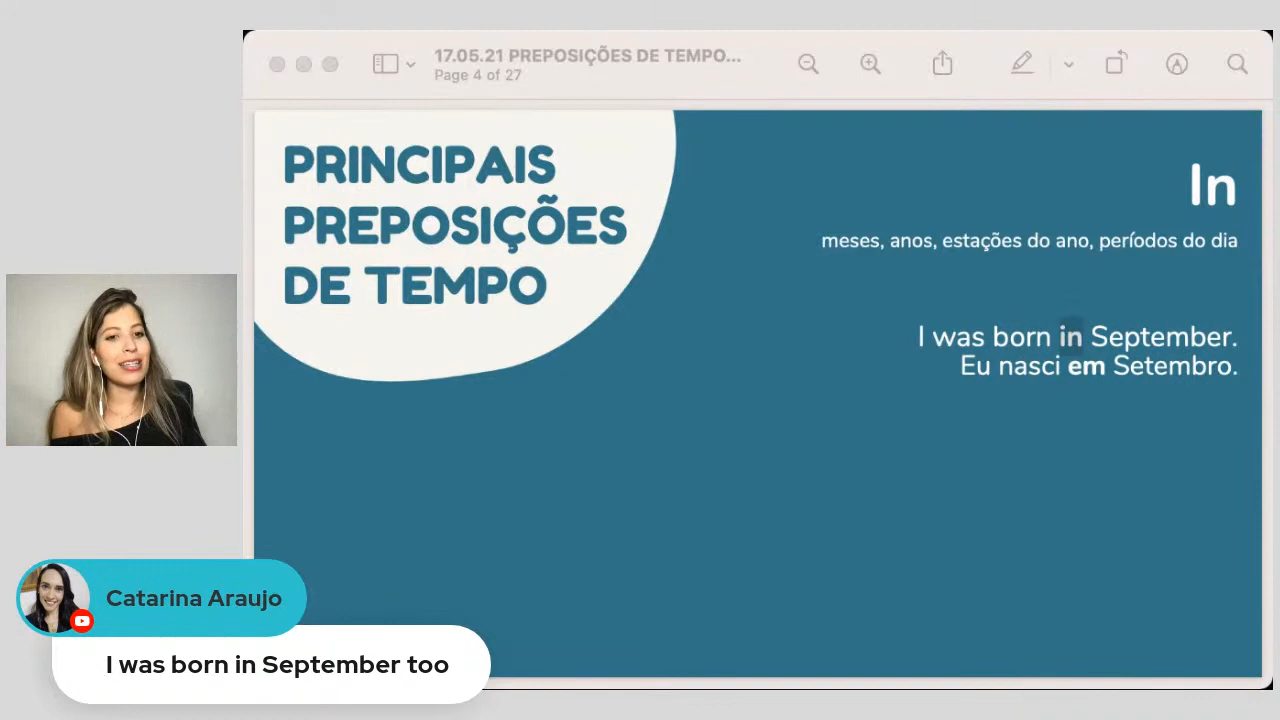 17.05.21 PREPOSIÇÕES DE TEMPO...
Page 4 of 27
PRINCIPAIS
PREPOSIÇÕES
DE TEMPO
In
meses, anos, estações do ano, períodos do dia
I was born in September.
Eu nasci em Setembro.
Catarina Araujo
I was born in September too